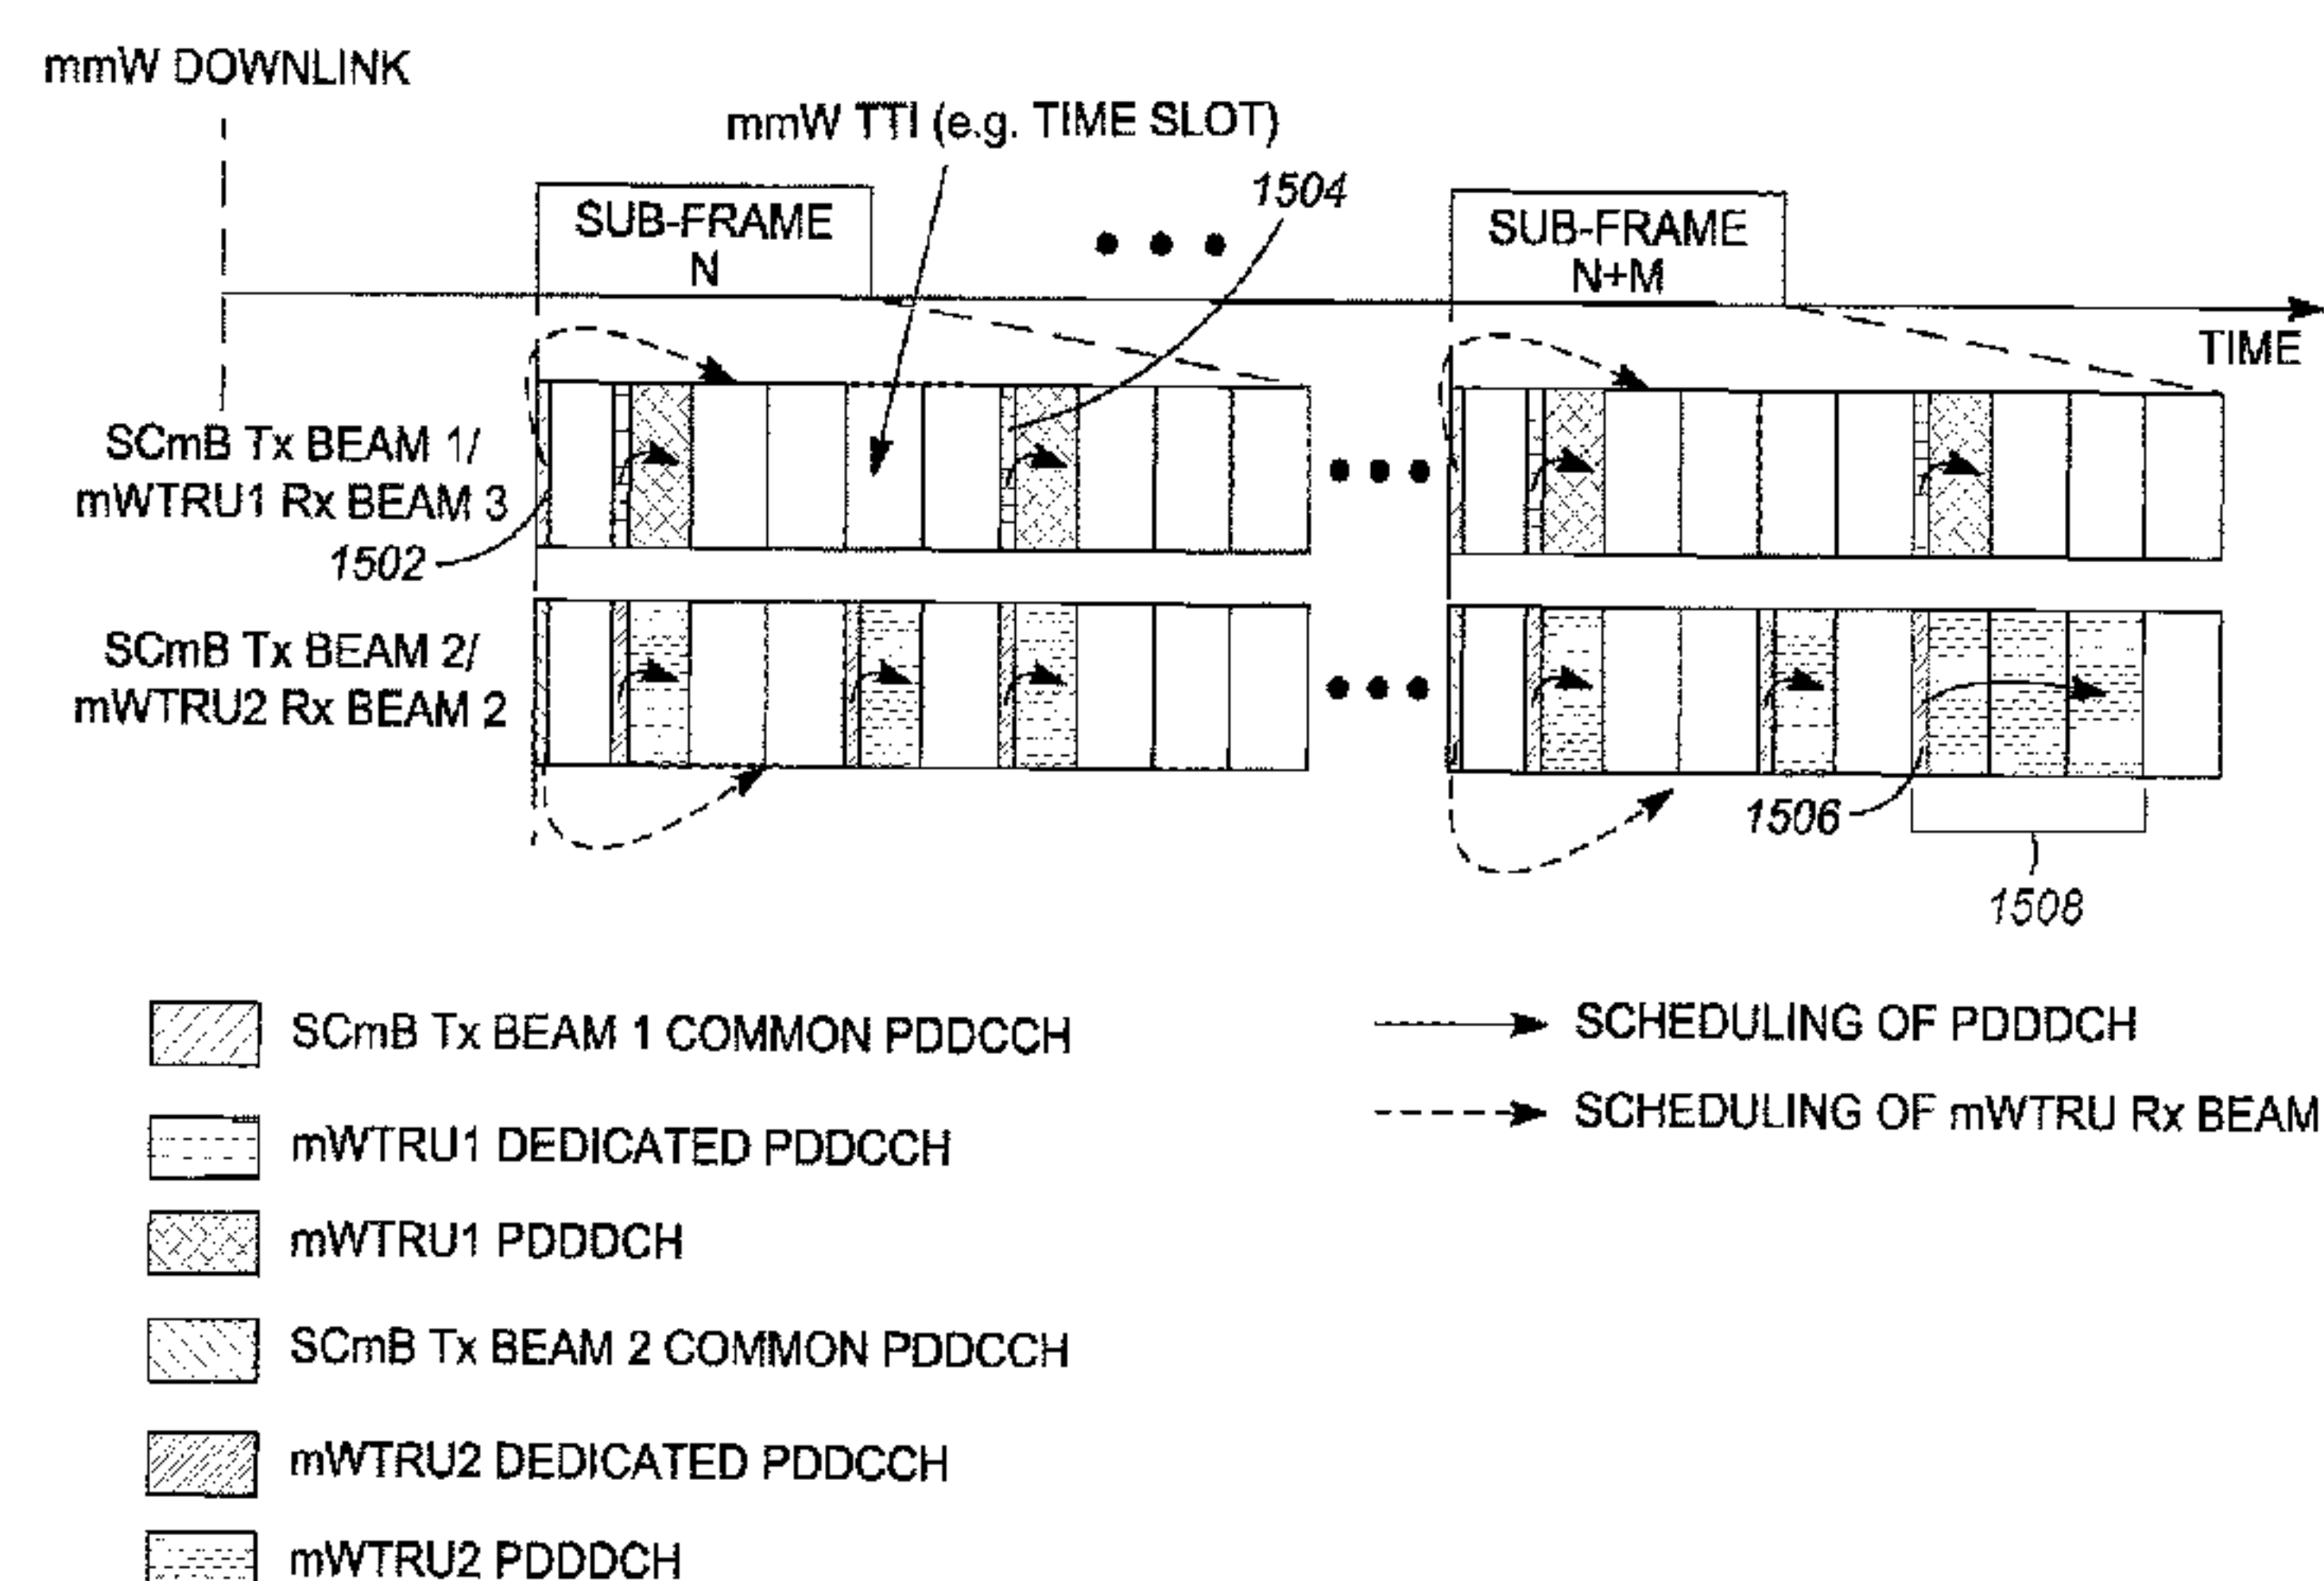 mmW DOWNLINK
mmW TTI (e.g. TIME SLOT)
1504
SUB-FRAME
N
SUB-FRAME
N+M
TIME
SCmB Tx BEAM 1/
mWTRU1 Rx BEAM 3
1502
SCmB Tx BEAM 2/
mWTRU2 Rx BEAM 2
1506
1508
SCmB Tx BEAM 1 COMMON PDDCCH
SCHEDULING OF PDDDCH
mWTRU1 DEDICATED PDDCCH
SCHEDULING OF mWTRU Rx BEAM
mWTRU1 PDDDCH
SCmB Tx BEAM 2 COMMON PDDCCH
mWTRU2 DEDICATED PDDCCH
mWTRU2 PDDDCH